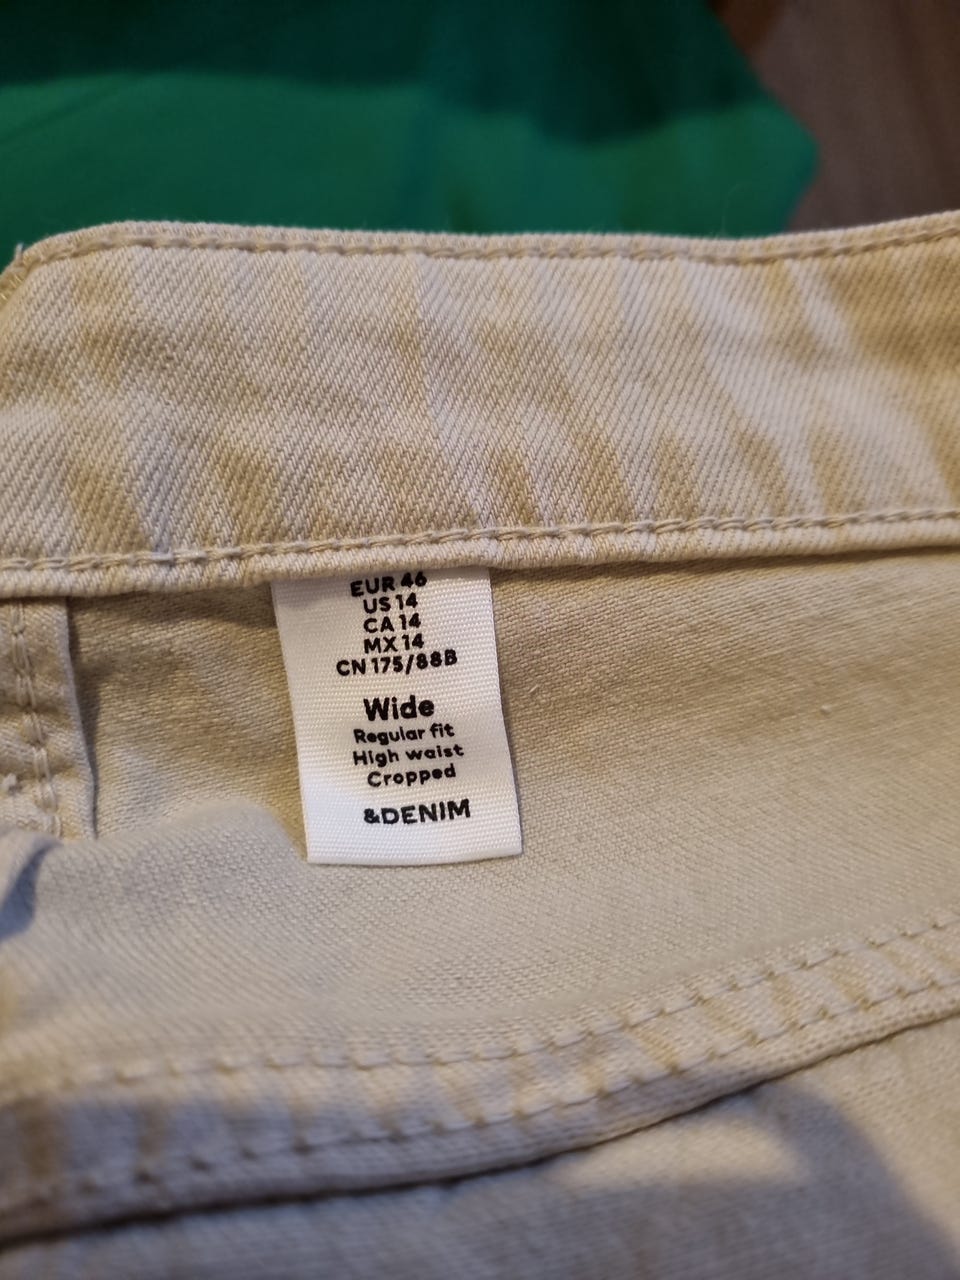 EUR 46
US 14
CA 14
MX 14
CN 175/88B
Wide
Regular fit
High waist
Cropped
&DENIM